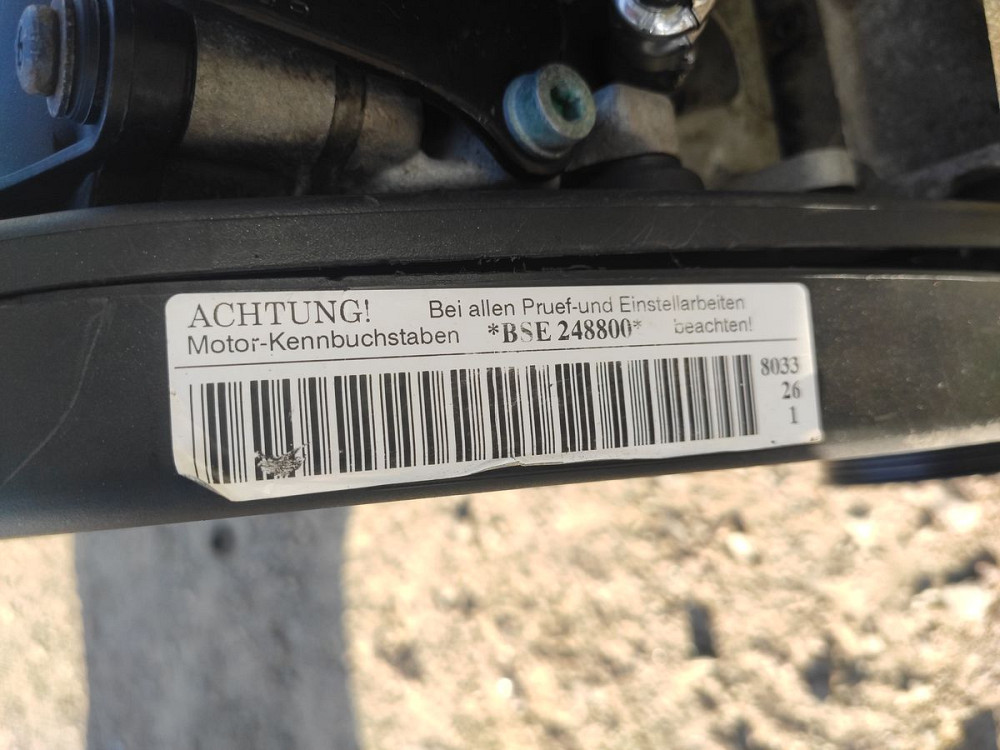 ACHTUNG! Bei allen Pruef-und Einstellarbeiten
Motor-Kennbuchstaben *BSE 248800* beachten!
8033
26
1